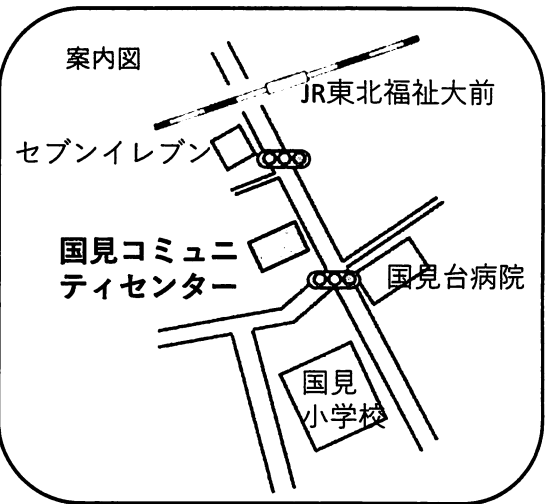 案内図
JR東北福祉大前
セブンイレブン
国見コミュニ
ティセンター
国見台病院
国見
小学校